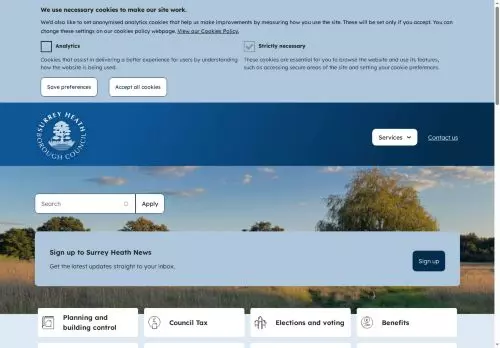 We use necessary cookies to make our site work.
We'd also like to set anonymised analytics cookies that help us make improvements by measuring how you use the site. These will be set only if you accept. You can
change these settings on our cookies policy webpage. View our Cookies Policy.
Analytics
Cookies that assist in delivering a better experience for users by understanding
how the website is being used.
Strictly necessary
These cookies are essential for you to browse the website and use its features,
such as accessing secure areas of the site and setting your cookie preferences.
Save preferences
Accept all cookies
SURREY HEATH
BOROUGH COUNCIL
Services
Contact us
Search
Apply
Sign up to Surrey Heath News
Get the latest updates straight to your inbox.
Sign up
Planning and
building control
Council Tax
Elections and voting
Benefits